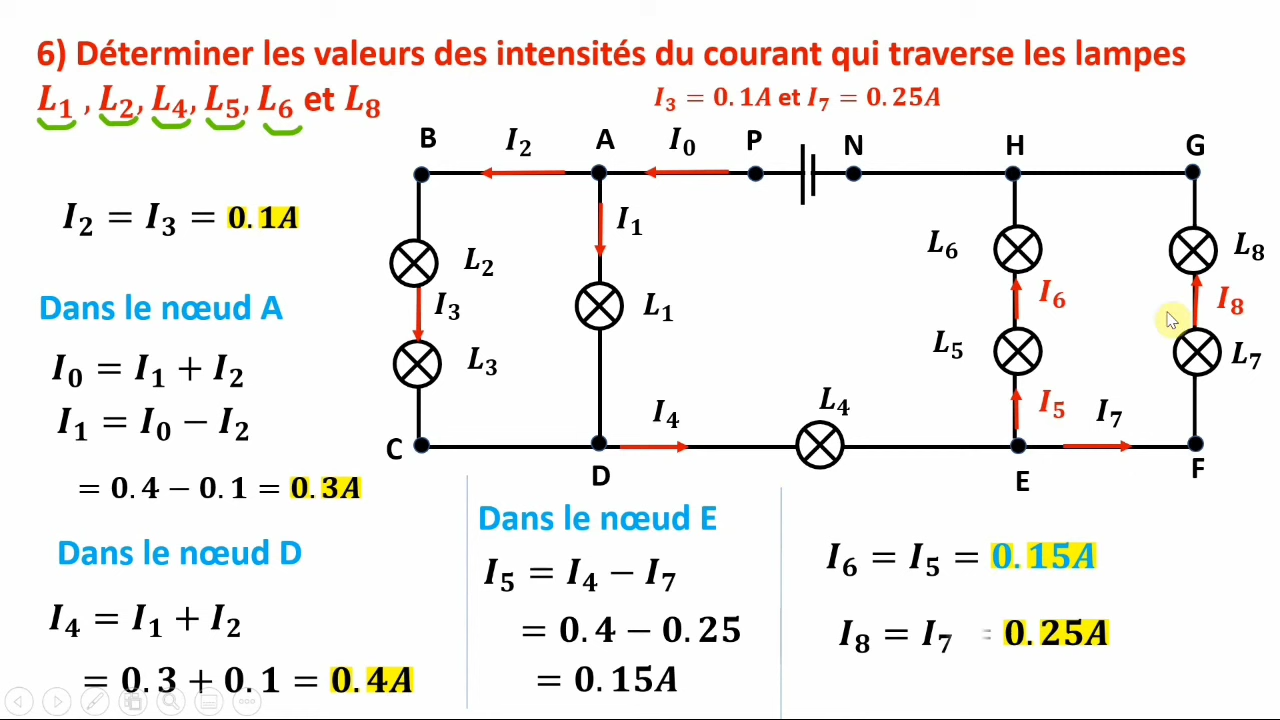 6) Déterminer les valeurs des intensités du courant qui traverse les lampes
L₁ , L₂, L₄, L₅, L₆ et L₈
I₃ = 0.1A et I₇ = 0.25A
B
I₂
A
I₀
P
N
H
G
I₂ = I₃ = 0.1A
I₁
L₂
L₆
L₈
Dans le nœud A
I₃
L₁
I₆
I₈
I₀ = I₁ + I₂
L₃
L₅
L₇
I₁ = I₀ − I₂
I₄
L₄
I₅
I₇
C
D
E
F
= 0.4 − 0.1 = 0.3A
Dans le nœud D
I₄ = I₁ + I₂
= 0.3 + 0.1 = 0.4A
Dans le nœud E
I₅ = I₄ − I₇
= 0.4 − 0.25
= 0.15A
I₆ = I₅ = 0.15A
I₈ = I₇ = 0.25A